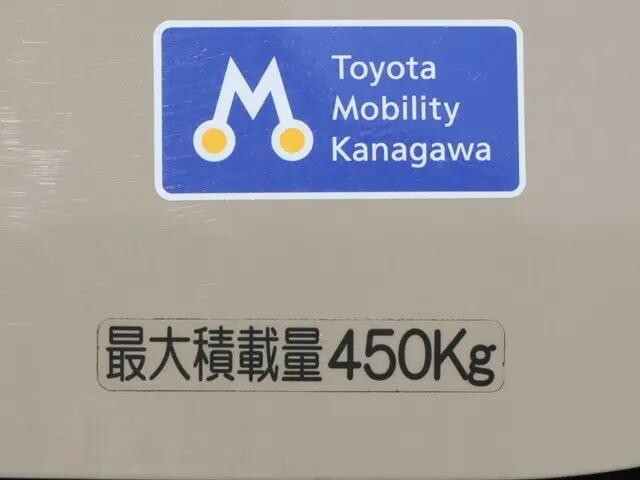 Toyota
Mobility
Kanagawa
最大積載量450Kg